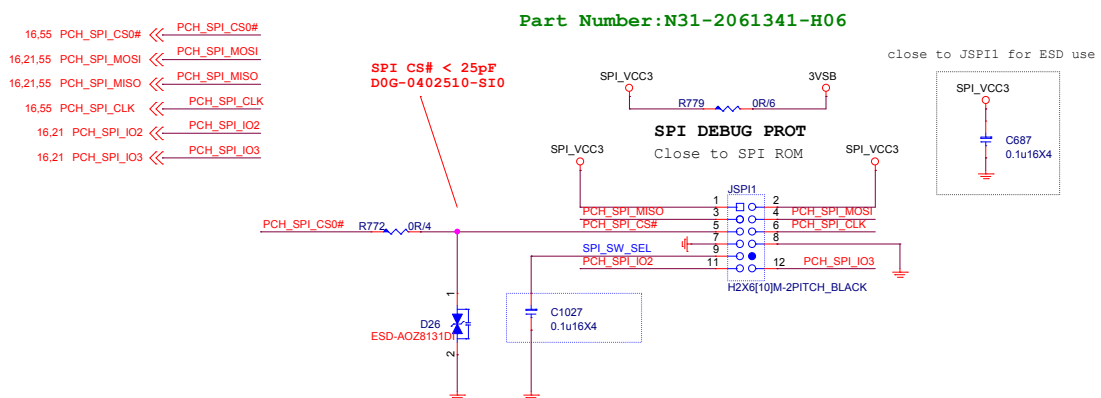 Part Number:N31-2061341-H06
16,55 PCH_SPI_CS0# PCH_SPI_CS0#
16,21,55 PCH_SPI_MOSI PCH_SPI_MOSI
16,21,55 PCH_SPI_MISO PCH_SPI_MISO
16,55 PCH_SPI_CLK PCH_SPI_CLK
16,21 PCH_SPI_IO2 PCH_SPI_IO2
16,21 PCH_SPI_IO3 PCH_SPI_IO3
SPI CS# < 25pF
D0G-0402510-SI0
close to JSPI1 for ESD use
SPI_VCC3
C687
0.1u16X4
SPI_VCC3 3VSB
R779 0R/6
SPI DEBUG PROT
Close to SPI ROM
SPI_VCC3 SPI_VCC3
JSPI1
1 2
PCH_SPI_MISO 3 4 PCH_SPI_MOSI
PCH_SPI_CS0# R772 0R/4 PCH_SPI_CS# 5 6 PCH_SPI_CLK
7 8
SPI_SW_SEL 9
PCH_SPI_IO2 11 12 PCH_SPI_IO3
H2X6[10]M-2PITCH_BLACK
1
D26
ESD-AOZ8131DI
2
C1027
0.1u16X4